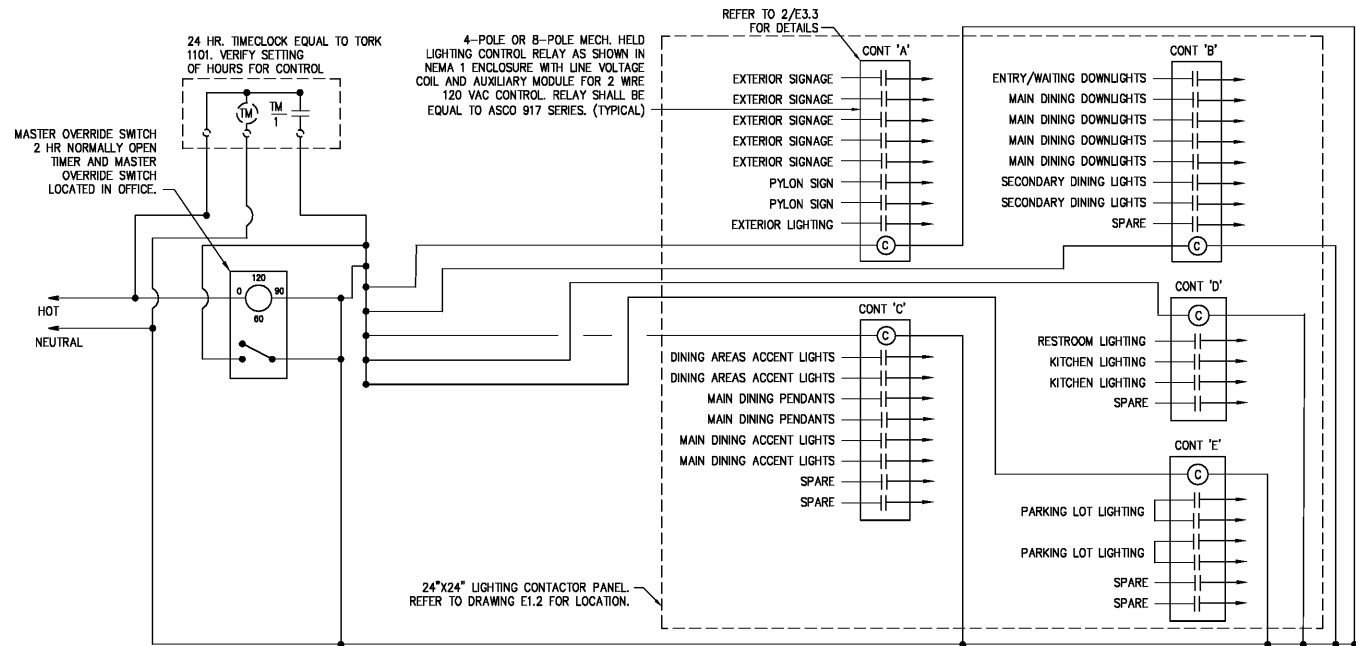 24 HR. TIMECLOCK EQUAL TO TORK
1101. VERIFY SETTING
OF HOURS FOR CONTROL
TM
TM
1
MASTER OVERRIDE SWITCH
2 HR NORMALLY OPEN
TIMER AND MASTER
OVERRIDE SWITCH
LOCATED IN OFFICE.
120
0
90
60
HOT
NEUTRAL
4-POLE OR 8-POLE MECH. HELD
LIGHTING CONTROL RELAY AS SHOWN IN
NEMA 1 ENCLOSURE WITH LINE VOLTAGE
COIL AND AUXILIARY MODULE FOR 2 WIRE
120 VAC CONTROL. RELAY SHALL BE
EQUAL TO ASCO 917 SERIES. (TYPICAL)
REFER TO 2/E3.3
FOR DETAILS
CONT 'A'
EXTERIOR SIGNAGE
EXTERIOR SIGNAGE
EXTERIOR SIGNAGE
EXTERIOR SIGNAGE
EXTERIOR SIGNAGE
PYLON SIGN
PYLON SIGN
EXTERIOR LIGHTING
C
CONT 'B'
ENTRY/WAITING DOWNLIGHTS
MAIN DINING DOWNLIGHTS
MAIN DINING DOWNLIGHTS
MAIN DINING DOWNLIGHTS
MAIN DINING DOWNLIGHTS
SECONDARY DINING LIGHTS
SECONDARY DINING LIGHTS
SPARE
C
CONT 'C'
C
DINING AREAS ACCENT LIGHTS
DINING AREAS ACCENT LIGHTS
MAIN DINING PENDANTS
MAIN DINING PENDANTS
MAIN DINING ACCENT LIGHTS
MAIN DINING ACCENT LIGHTS
SPARE
SPARE
CONT 'D'
C
RESTROOM LIGHTING
KITCHEN LIGHTING
KITCHEN LIGHTING
SPARE
CONT 'E'
C
PARKING LOT LIGHTING
PARKING LOT LIGHTING
SPARE
SPARE
24"X24" LIGHTING CONTACTOR PANEL.
REFER TO DRAWING E1.2 FOR LOCATION.